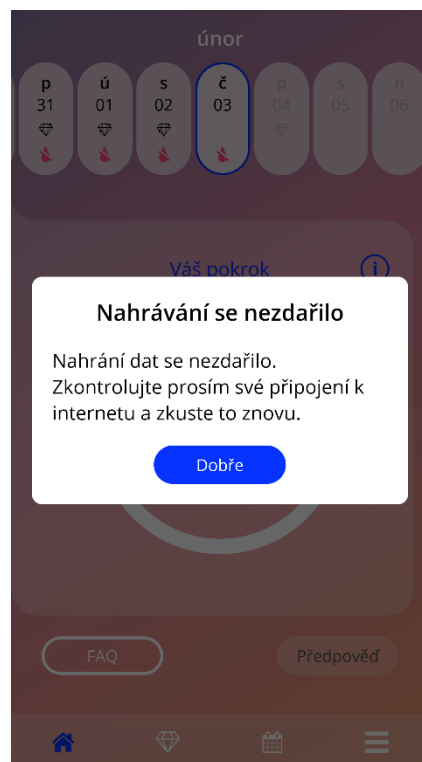 únor
p ú s č p s n
31 01 02 03 04 05 06
Váš pokrok
i
Nahrávání se nezdařilo
Nahrání dat se nezdařilo.
Zkontrolujte prosím své připojení k
internetu a zkuste to znovu.
Dobře
FAQ
Předpověď